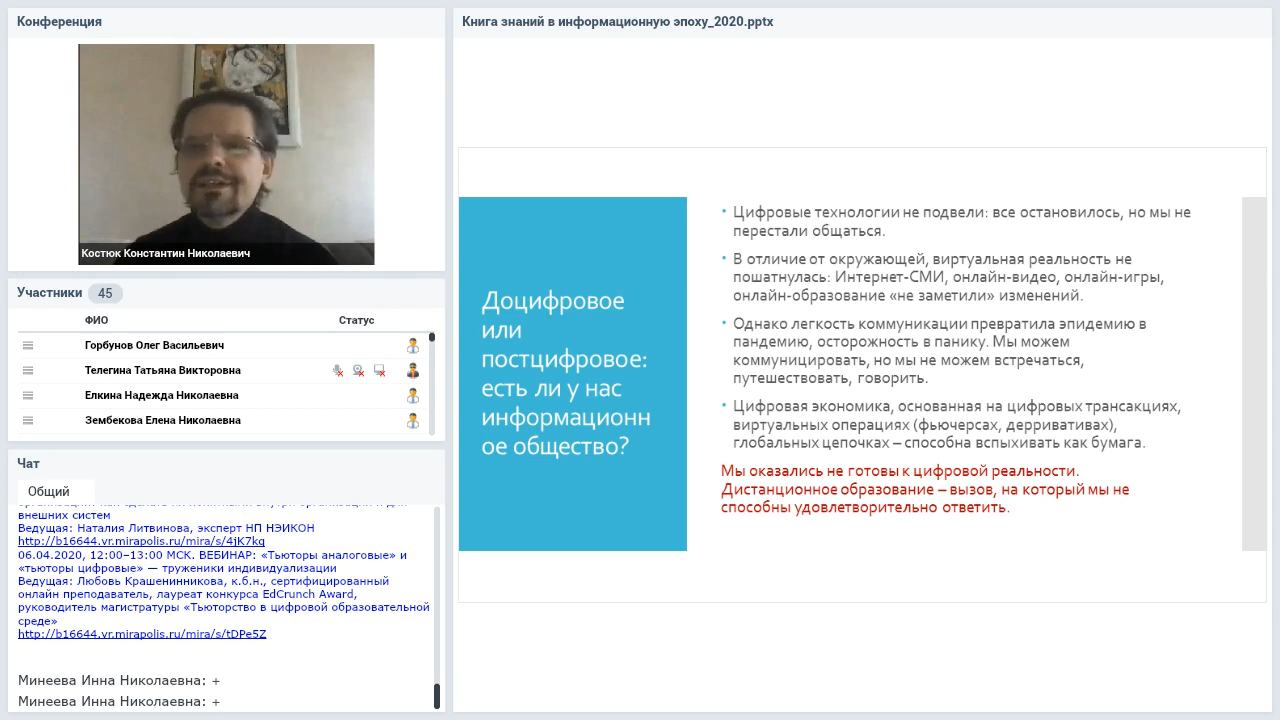 Конференция
Костюк Константин Николаевич
Участники 45
ФИО Статус
Горбунов Олег Васильевич
Телегина Татьяна Викторовна
Елкина Надежда Николаевна
Зембекова Елена Николаевна
Чат
Общий
внешних систем
Ведущая: Наталия Литвинова, эксперт НП НЭИКОН
http://b16644.vr.mirapolis.ru/mira/s/4jK7kq
06.04.2020, 12:00–13:00 МСК. ВЕБИНАР: «Тьюторы аналоговые» и
«тьюторы цифровые» — труженики индивидуализации
Ведущая: Любовь Крашенинникова, к.б.н., сертифицированный
онлайн преподаватель, лауреат конкурса EdCrunch Award,
руководитель магистратуры «Тьюторство в цифровой образовательной
среде»
http://b16644.vr.mirapolis.ru/mira/s/tDPe5Z
Минеева Инна Николаевна: +
Минеева Инна Николаевна: +
Книга знаний в информационную эпоху_2020.pptx
Доцифровое
или
постцифровое:
есть ли у нас
информационн
ое общество?
• Цифровые технологии не подвели: все остановилось, но мы не
перестали общаться.
• В отличие от окружающей, виртуальная реальность не
пошатнулась: Интернет-СМИ, онлайн-видео, онлайн-игры,
онлайн-образование «не заметили» изменений.
• Однако легкость коммуникации превратила эпидемию в
пандемию, осторожность в панику. Мы можем
коммуницировать, но мы не можем встречаться,
путешествовать, говорить.
• Цифровая экономика, основанная на цифровых трансакциях,
виртуальных операциях (фьючерсах, дерривативах),
глобальных цепочках – способна вспыхивать как бумага.
Мы оказались не готовы к цифровой реальности.
Дистанционное образование – вызов, на который мы не
способны удовлетворительно ответить.